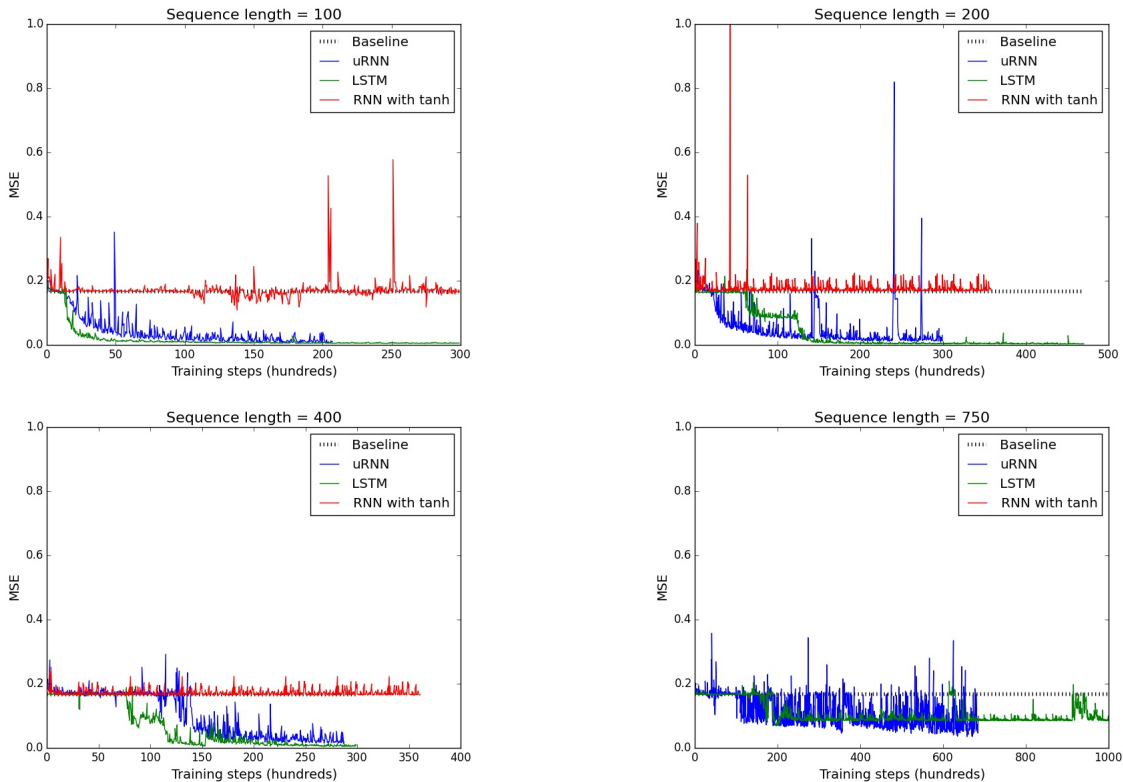 Sequence length = 100
1.0
0.8
0.6
0.4
0.2
0.0
MSE
0 50 100 150 200 250 300
Training steps (hundreds)
Baseline
uRNN
LSTM
RNN with tanh
Sequence length = 200
1.0
0.8
0.6
0.4
0.2
0.0
MSE
0 100 200 300 400 500
Training steps (hundreds)
Baseline
uRNN
LSTM
RNN with tanh
Sequence length = 400
1.0
0.8
0.6
0.4
0.2
0.0
MSE
0 50 100 150 200 250 300 350 400
Training steps (hundreds)
Baseline
uRNN
LSTM
RNN with tanh
Sequence length = 750
1.0
0.8
0.6
0.4
0.2
0.0
MSE
0 200 400 600 800 1000
Training steps (hundreds)
Baseline
uRNN
LSTM
RNN with tanh